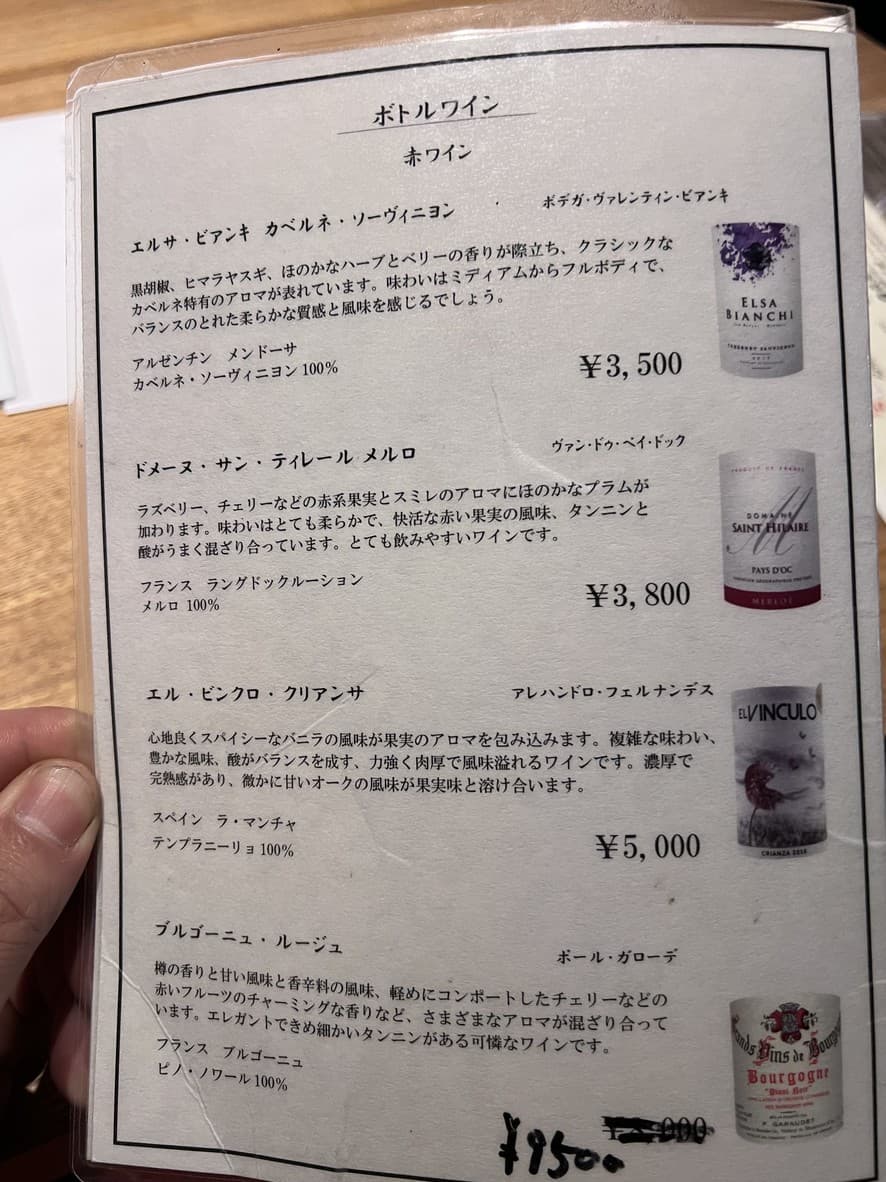 ボトルワイン
赤ワイン
エルサ・ビアンキ カベルネ・ソーヴィニヨン
ボデガ・ヴァレンティン・ビアンキ
黒胡椒、ヒマラヤスギ、ほのかなハーブとベリーの香りが際立ち、クラシックな
カベルネ特有のアロマが表れています。味わいはミディアムからフルボディで、
バランスのとれた柔らかな質感と風味を感じるでしょう。
アルゼンチン メンドーサ
カベルネ・ソーヴィニヨン 100%
¥3,500
ELSA
BIANCHI
CABERNET SAUVIGNON
ドメーヌ・サン・ティレール メルロ
ヴァン・ドゥ・ペイ・ドック
ラズベリー、チェリーなどの赤系果実とスミレのアロマにほのかなプラムが
加わります。味わいはとても柔らかで、快活な赤い果実の風味、タンニンと
酸がうまく混ざり合っています。とても飲みやすいワインです。
フランス ラングドックルーション
メルロ 100%
¥3,800
PRODUIT DE FRANCE
M
DOMAINE
SAINT HILAIRE
PAYS D'OC
MERLOT
エル・ビンクロ・クリアンサ
アレハンドロ・フェルナンデス
心地良くスパイシーなバニラの風味が果実のアロマを包み込みます。複雑な味わい、
豊かな風味、酸がバランスを成す、力強く肉厚で風味溢れるワインです。濃厚で
完熟感があり、微かに甘いオークの風味が果実味と溶け合います。
スペイン ラ・マンチャ
テンプラニーリョ 100%
¥5,000
EL VINCULO
CRIANZA
ブルゴーニュ・ルージュ
ポール・ガローデ
樽の香りと甘い風味と香辛料の風味、軽めにコンポートしたチェリーなどの
赤いフルーツのチャーミングな香りなど、さまざまなアロマが混ざり合って
います。エレガントできめ細かいタンニンがある可憐なワインです。
フランス ブルゴーニュ
ピノ・ノワール 100%
¥9500
Grands Vins de Bourgogne
Bourgogne
"Pinot Noir"
P. GARAUDET